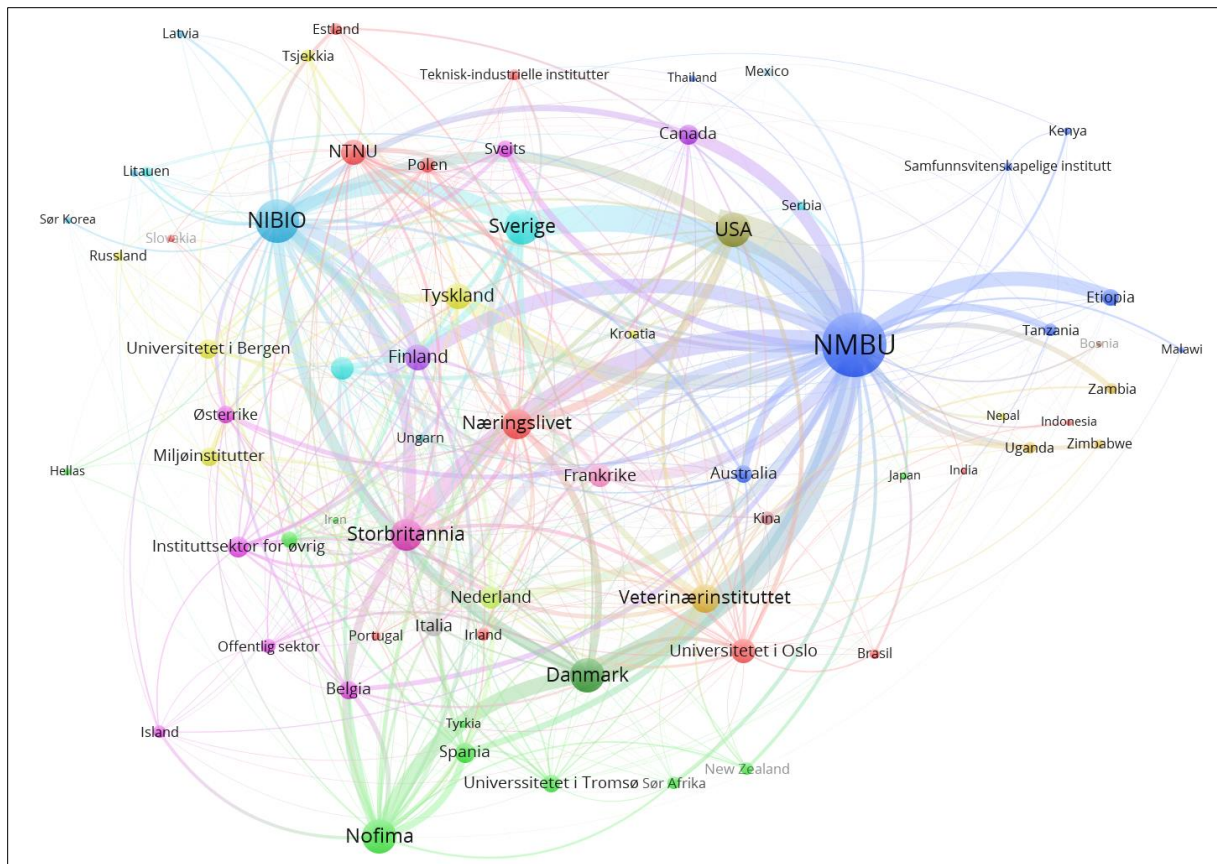 Latvia
Estland
Tsjekkia
Teknisk-industrielle institutter
Thailand
Mexico
Canada
Kenya
NTNU
Polen
Sveits
Samfunnsvitenskapelige institutt
Litauen
Serbia
Sør Korea
NIBIO
Sverige
USA
Slovakia
Russland
Tyskland
Etiopia
Kroatia
Tanzania
Universitetet i Bergen
Finland
NMBU
Bosnia
Malawi
Zambia
Østerrike
Næringslivet
Nepal
Indonesia
Ungarn
Uganda
Zimbabwe
Miljøinstitutter
Hellas
Frankrike
Australia
Japan
India
Iran
Kina
Storbritannia
Instituttsektor for øvrig
Nederland
Veterinærinstituttet
Italia
Portugal
Irland
Offentlig sektor
Universitetet i Oslo
Brasil
Danmark
Belgia
Island
Tyrkia
Spania
New Zealand
Universsitetet i Tromsø
Sør Afrika
Nofima